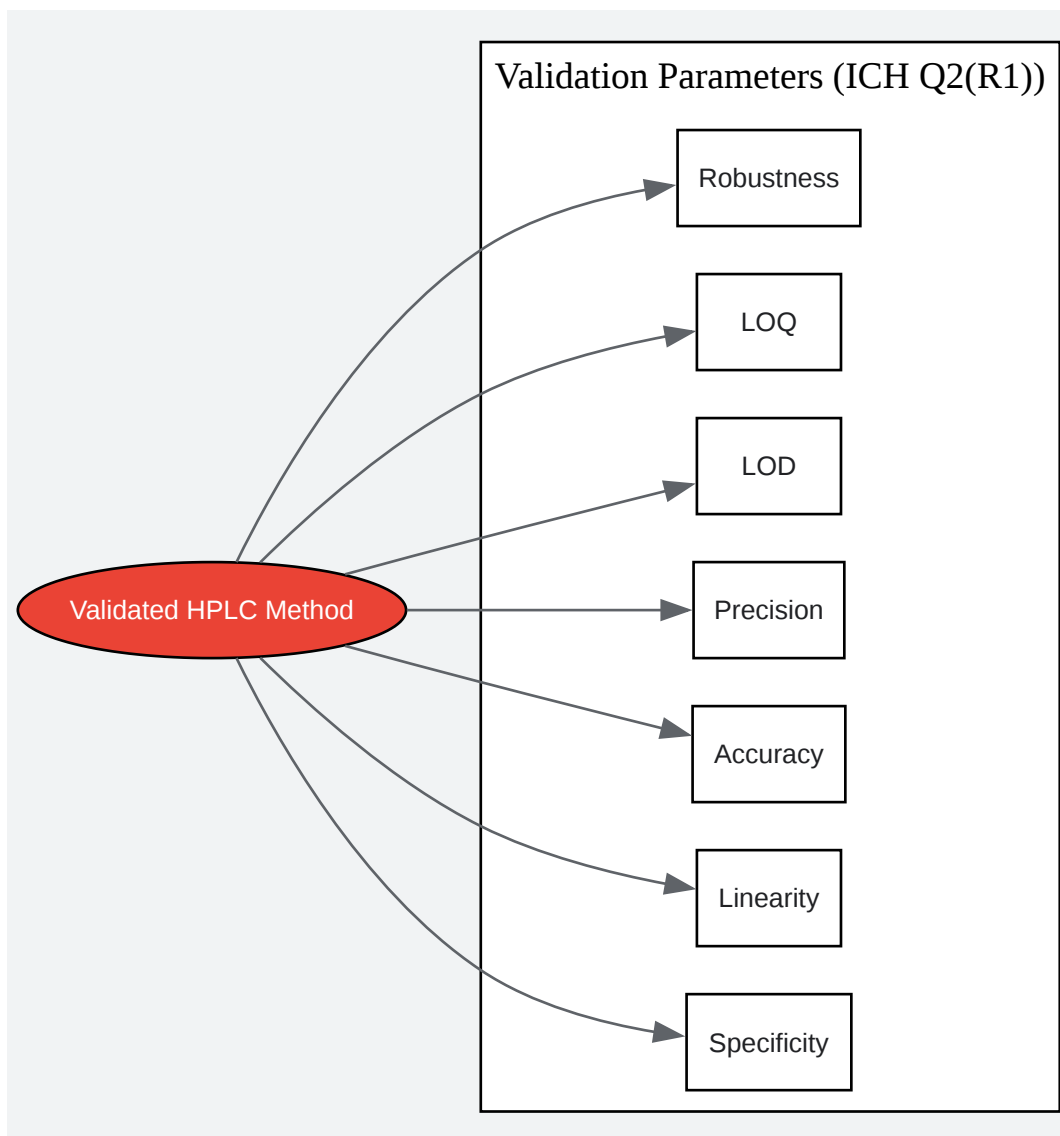 Validation Parameters (ICH Q2(R1))
Robustness
LOQ
LOD
Validated HPLC Method
Precision
Accuracy
Linearity
Specificity